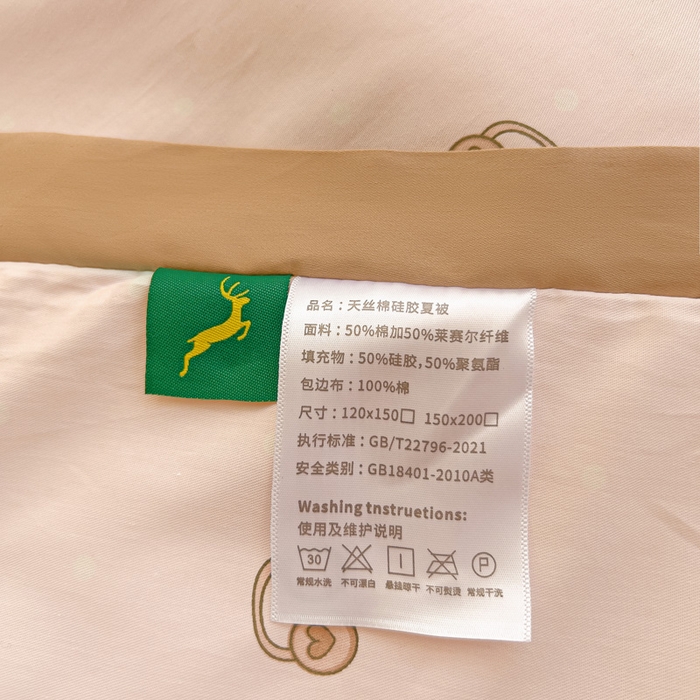 品名：天丝棉硅胶夏被
面料：50%棉加50%莱赛尔纤维
填充物：50%硅胶,50%聚氨酯
包边布：100%棉
尺寸：120x150□ 150x200□
执行标准：GB/T22796-2021
安全类别：GB18401-2010A类
Washing tnstruetions:
使用及维护说明
30 P
常规水洗 不可漂白 悬挂晾干 不可熨烫 常规干洗